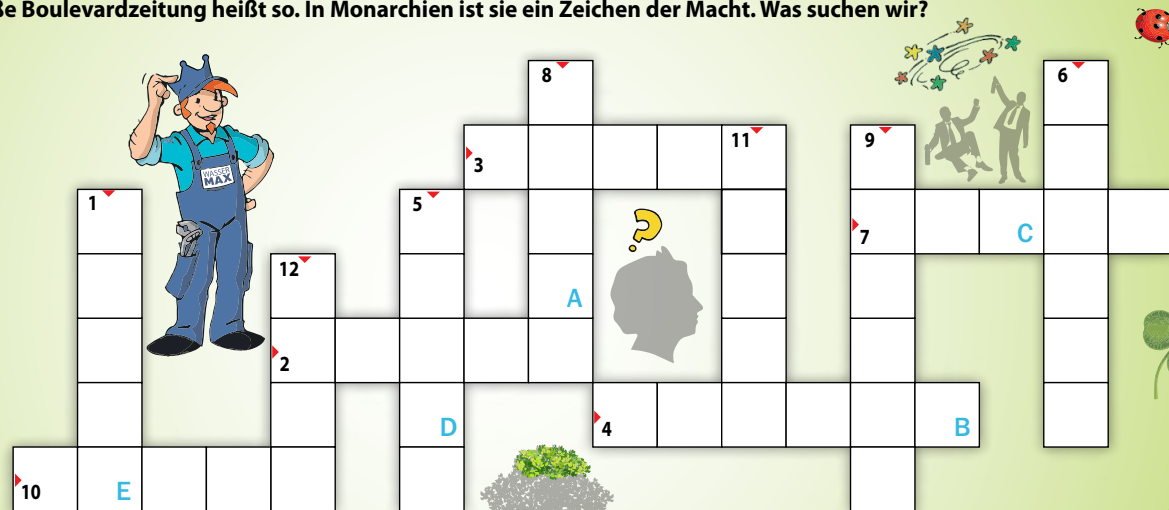 Boulevardzeitung heißt so. In Monarchien ist sie ein Zeichen der Macht. Was suchen wir?
8
6
3
11
9
WASSER
MAX
1
5
?
7
C
12
A
2
D
4
B
10
E